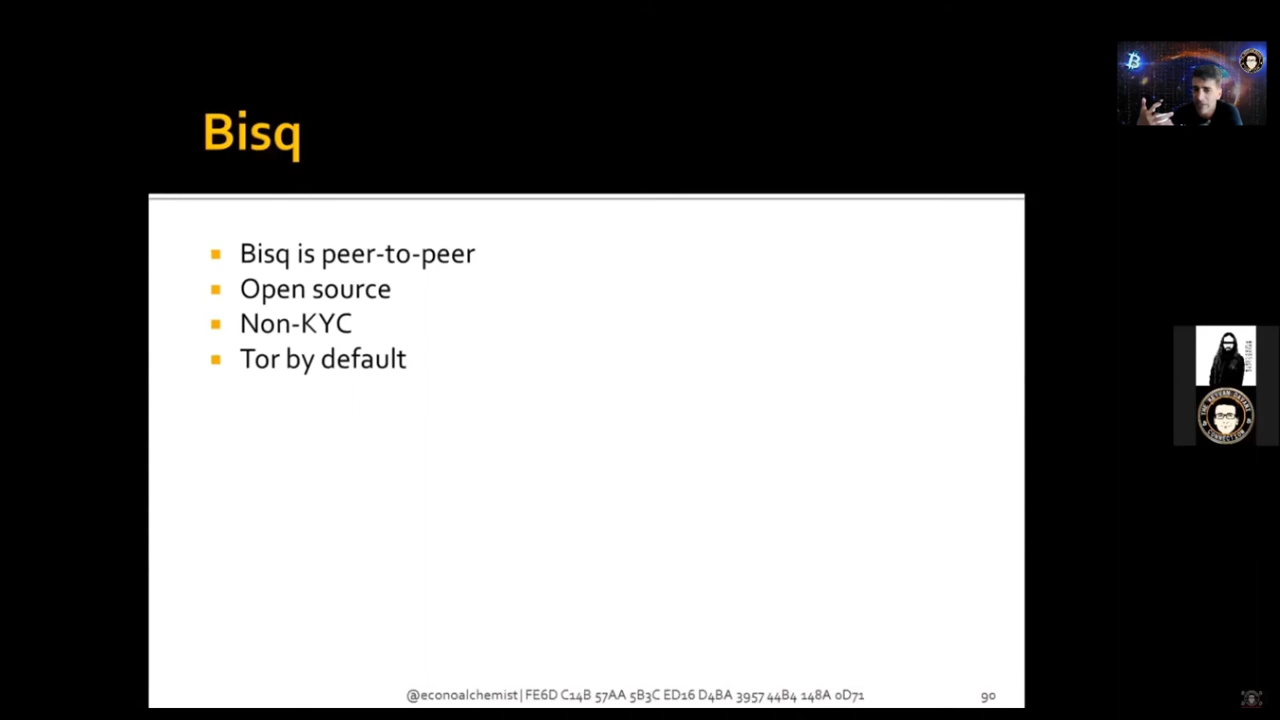 Bisq
Bisq is peer-to-peer
Open source
Non-KYC
Tor by default
@econoalchemist| FE6D C14B 57AA 5B3C ED16 D4BA 3957 44B4 148A 0D71
90